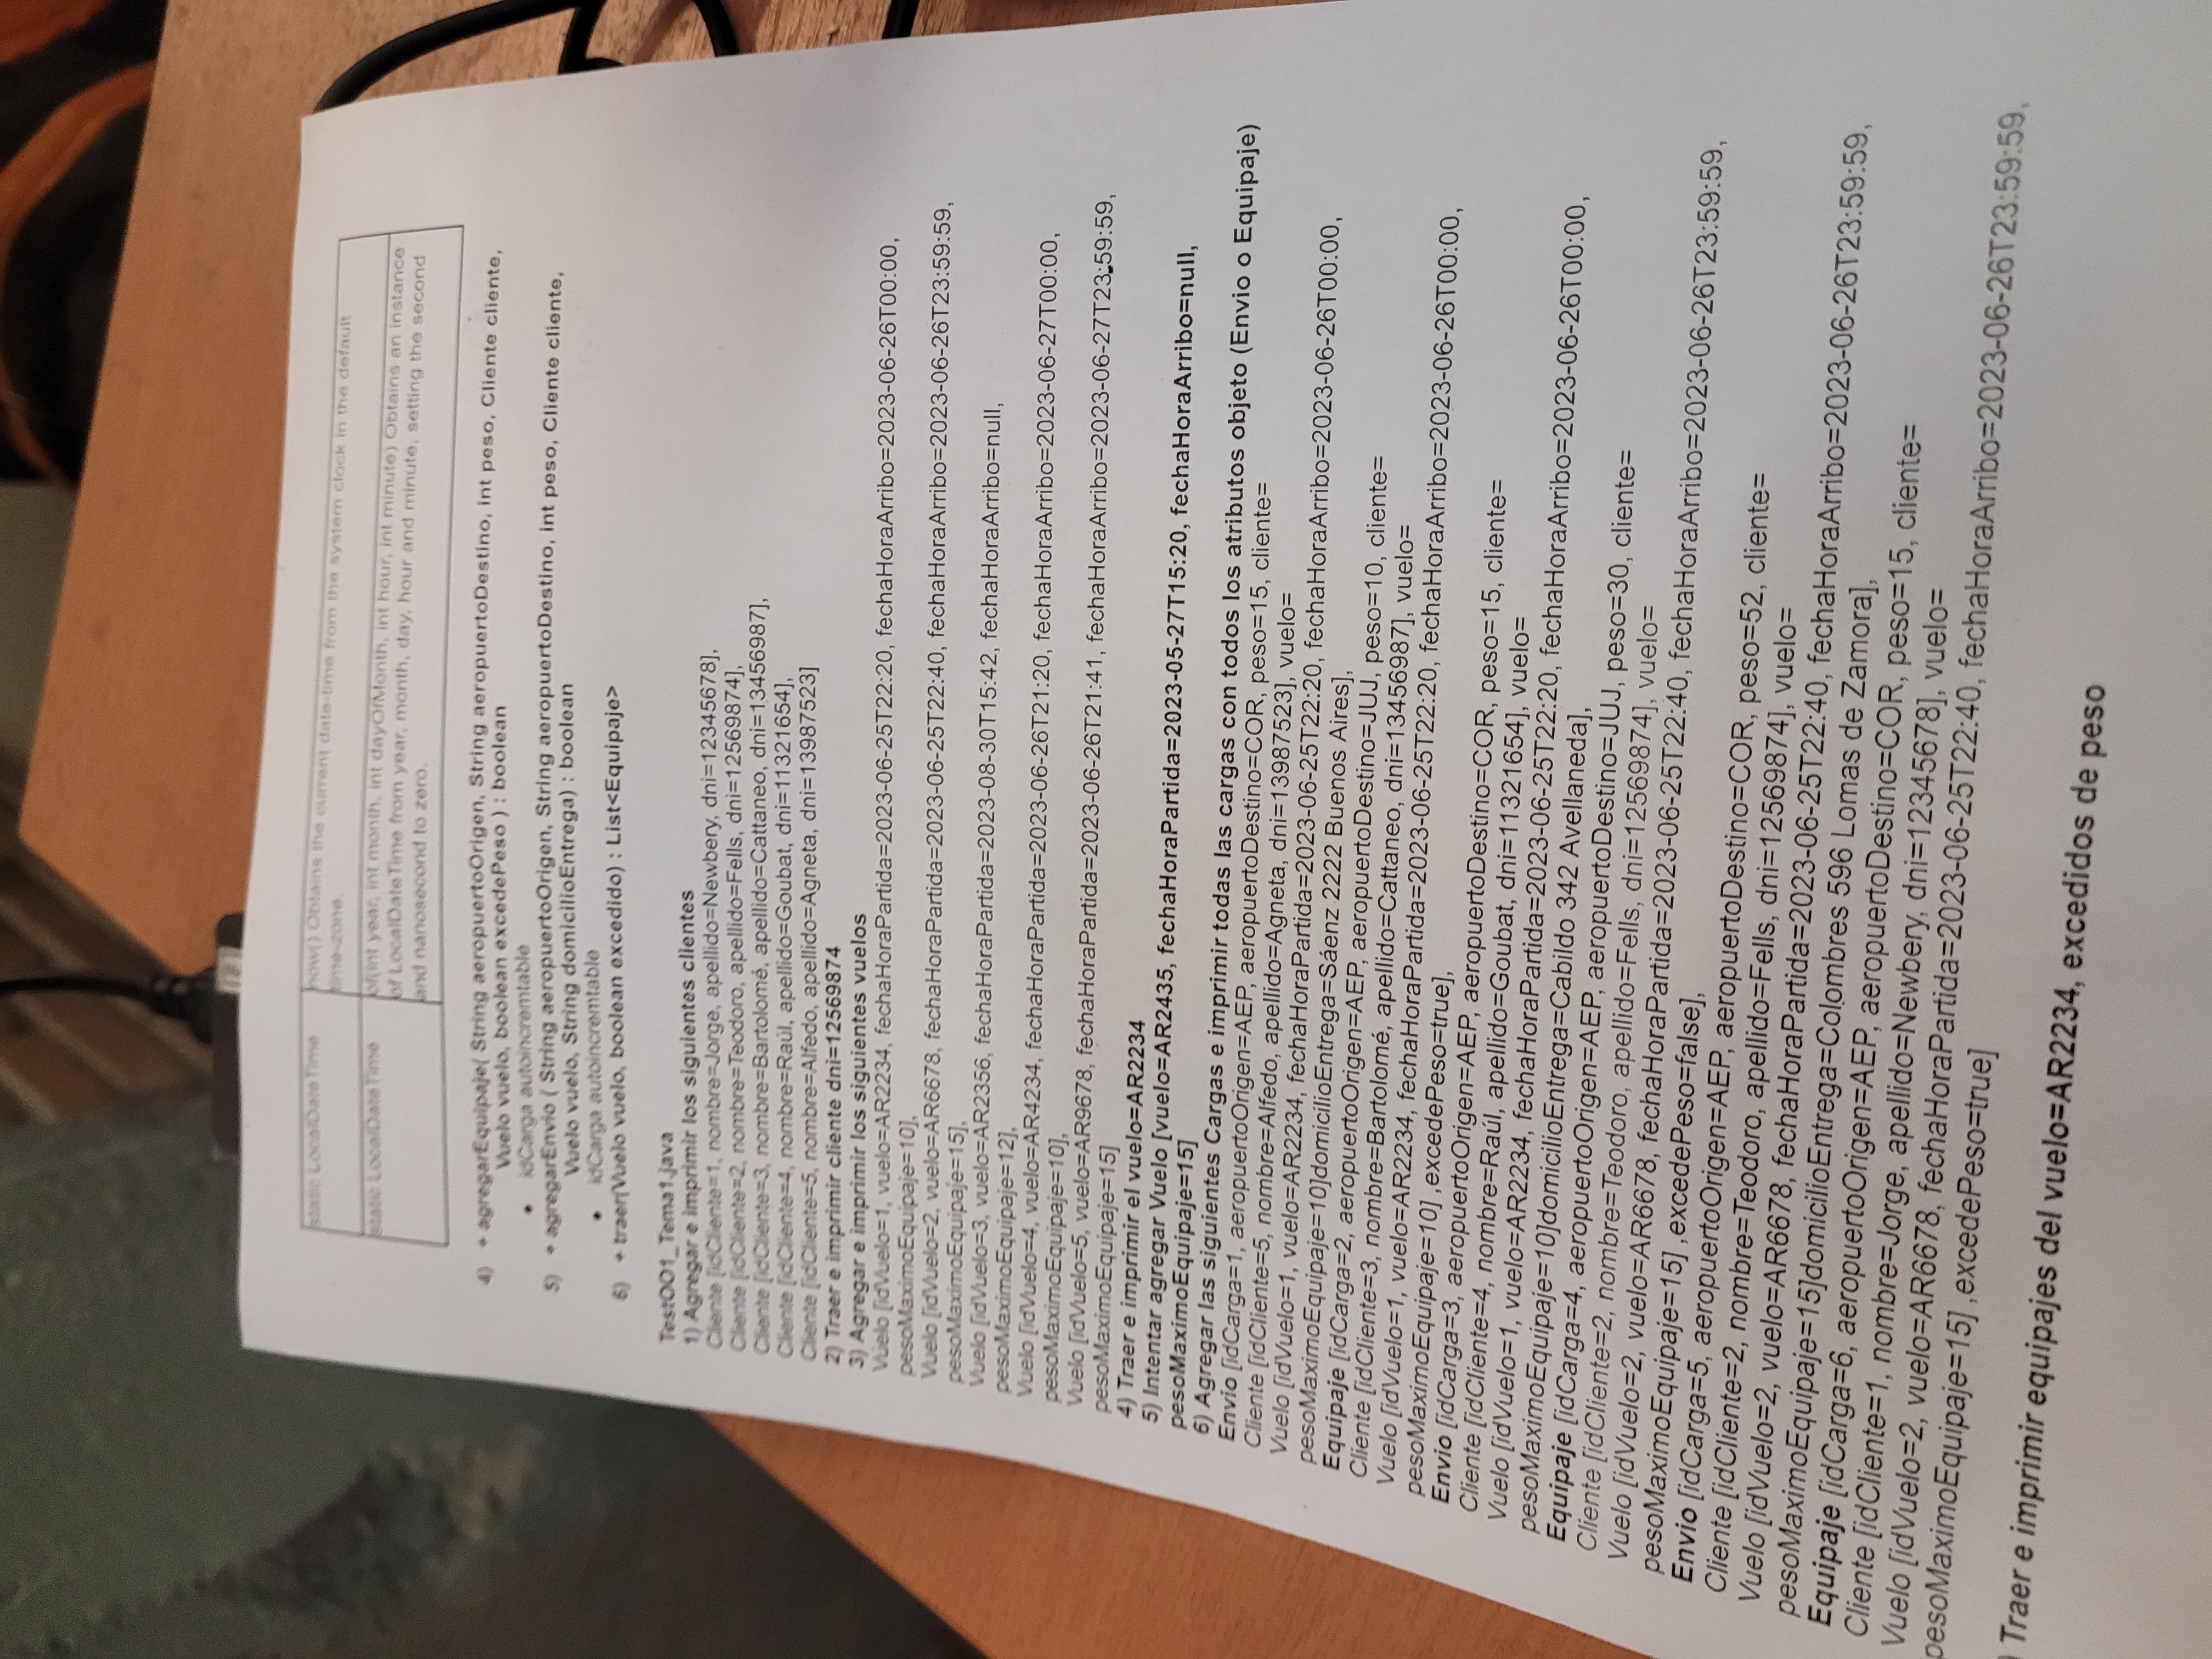 static LocalDateTime
now() Obtains the current date-time from the system clock in the default
time-zone.
static LocalDateTime
of(int year, int month, int dayOfMonth, int hour, int minute) Obtains an instance
of LocalDateTime from year, month, day, hour and minute, setting the second
and nanosecond to zero.
4) + agregarEquipaje( String aeropuertoOrigen, String aeropuertoDestino, int peso, Cliente cliente,
Vuelo vuelo, boolean excedePeso ) : boolean
• idCarga autoincremtable
5) + agregarEnvio ( String aeropuertoOrigen, String aeropuertoDestino, int peso, Cliente cliente,
Vuelo vuelo, String domicilioEntrega) : boolean
• idCarga autoincremtable
6) + traer(Vuelo vuelo, boolean excedido) : List<Equipaje>
TestOO1_Tema1.java
1) Agregar e imprimir los siguientes clientes
Cliente [idCliente=1, nombre=Jorge, apellido=Newbery, dni=12345678],
Cliente [idCliente=2, nombre=Teodoro, apellido=Fells, dni=12569874],
Cliente [idCliente=3, nombre=Bartolomé, apellido=Cattaneo, dni=13456987],
Cliente [idCliente=4, nombre=Raúl, apellido=Goubat, dni=11321654],
Cliente [idCliente=5, nombre=Alfedo, apellido=Agneta, dni=13987523]
2) Traer e imprimir cliente dni=12569874
3) Agregar e imprimir los siguientes vuelos
Vuelo [idVuelo=1, vuelo=AR2234, fechaHoraPartida=2023-06-25T22:20, fechaHoraArribo=2023-06-26T00:00,
pesoMaximoEquipaje=10],
Vuelo [idVuelo=2, vuelo=AR6678, fechaHoraPartida=2023-06-25T22:40, fechaHoraArribo=2023-06-26T23:59:59,
pesoMaximoEquipaje=15],
Vuelo [idVuelo=3, vuelo=AR2356, fechaHoraPartida=2023-08-30T15:42, fechaHoraArribo=null,
pesoMaximoEquipaje=12],
Vuelo [idVuelo=4, vuelo=AR4234, fechaHoraPartida=2023-06-26T21:20, fechaHoraArribo=2023-06-27T00:00,
pesoMaximoEquipaje=10],
Vuelo [idVuelo=5, vuelo=AR9678, fechaHoraPartida=2023-06-26T21:41, fechaHoraArribo=2023-06-27T23:59:59,
pesoMaximoEquipaje=15]
4) Traer e imprimir el vuelo=AR2234
5) Intentar agregar Vuelo [vuelo=AR2435, fechaHoraPartida=2023-05-27T15:20, fechaHoraArribo=null,
pesoMaximoEquipaje=15]
6) Agregar las siguientes Cargas e imprimir todas las cargas con todos los atributos objeto (Envio o Equipaje)
Envio [idCarga=1, aeropuertoOrigen=AEP, aeropuertoDestino=COR, peso=15, cliente=
Cliente [idCliente=5, nombre=Alfedo, apellido=Agneta, dni=13987523], vuelo=
Vuelo [idVuelo=1, vuelo=AR2234, fechaHoraPartida=2023-06-25T22:20, fechaHoraArribo=2023-06-26T00:00,
pesoMaximoEquipaje=10]domicilioEntrega=Sáenz 2222 Buenos Aires],
Equipaje [idCarga=2, aeropuertoOrigen=AEP, aeropuertoDestino=JUJ, peso=10, cliente=
Cliente [idCliente=3, nombre=Bartolomé, apellido=Cattaneo, dni=13456987], vuelo=
Vuelo [idVuelo=1, vuelo=AR2234, fechaHoraPartida=2023-06-25T22:20, fechaHoraArribo=2023-06-26T00:00,
pesoMaximoEquipaje=10] ,excedePeso=true],
Envio [idCarga=3, aeropuertoOrigen=AEP, aeropuertoDestino=COR, peso=15, cliente=
Cliente [idCliente=4, nombre=Raúl, apellido=Goubat, dni=11321654], vuelo=
Vuelo [idVuelo=1, vuelo=AR2234, fechaHoraPartida=2023-06-25T22:20, fechaHoraArribo=2023-06-26T00:00,
pesoMaximoEquipaje=10]domicilioEntrega=Cabildo 342 Avellaneda],
Equipaje [idCarga=4, aeropuertoOrigen=AEP, aeropuertoDestino=JUJ, peso=30, cliente=
Cliente [idCliente=2, nombre=Teodoro, apellido=Fells, dni=12569874], vuelo=
Vuelo [idVuelo=2, vuelo=AR6678, fechaHoraPartida=2023-06-25T22:40, fechaHoraArribo=2023-06-26T23:59:59,
pesoMaximoEquipaje=15] ,excedePeso=false],
Envio [idCarga=5, aeropuertoOrigen=AEP, aeropuertoDestino=COR, peso=52, cliente=
Cliente [idCliente=2, nombre=Teodoro, apellido=Fells, dni=12569874], vuelo=
Vuelo [idVuelo=2, vuelo=AR6678, fechaHoraPartida=2023-06-25T22:40, fechaHoraArribo=2023-06-26T23:59:59,
pesoMaximoEquipaje=15]domicilioEntrega=Colombres 596 Lomas de Zamora],
Equipaje [idCarga=6, aeropuertoOrigen=AEP, aeropuertoDestino=COR, peso=15, cliente=
Cliente [idCliente=1, nombre=Jorge, apellido=Newbery, dni=12345678], vuelo=
Vuelo [idVuelo=2, vuelo=AR6678, fechaHoraPartida=2023-06-25T22:40, fechaHoraArribo=2023-06-26T23:59:59,
pesoMaximoEquipaje=15] ,excedePeso=true]
) Traer e imprimir equipajes del vuelo=AR2234, excedidos de peso